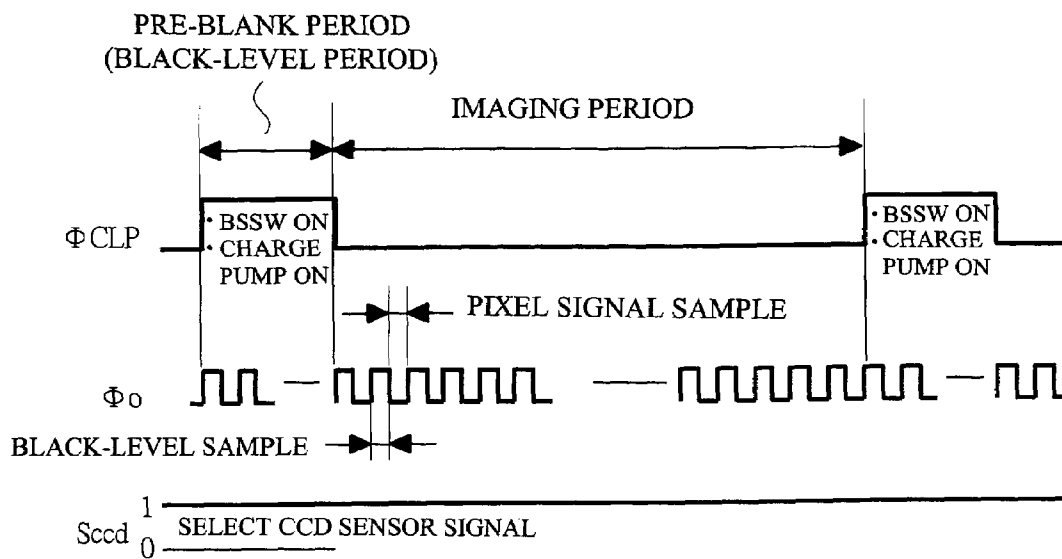 PRE-BLANK PERIOD
(BLACK-LEVEL PERIOD)
IMAGING PERIOD
ΦCLP
· BSSW ON
· CHARGE
PUMP ON
· BSSW ON
· CHARGE
PUMP ON
PIXEL SIGNAL SAMPLE
Φo
BLACK-LEVEL SAMPLE
1
Sccd
SELECT CCD SENSOR SIGNAL
0